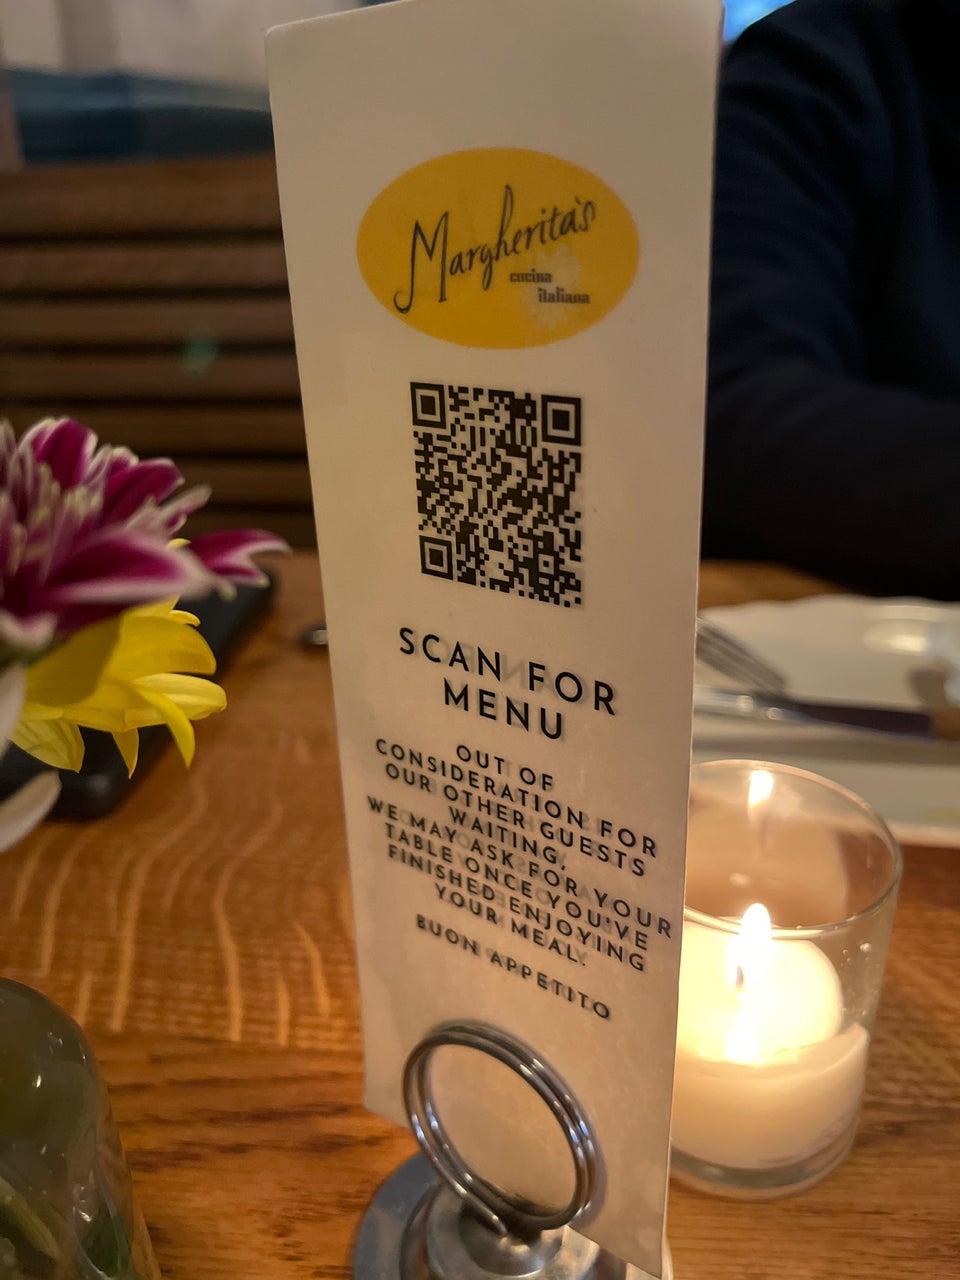 Margherita's
cucina
italiana
SCAN FOR
MENU
OUT OF
CONSIDERATION FOR
OUR OTHER GUESTS
WAITING,
WE MAY ASK FOR YOUR
TABLE ONCE YOU'VE
FINISHED ENJOYING
YOUR MEAL.
BUON APPETITO